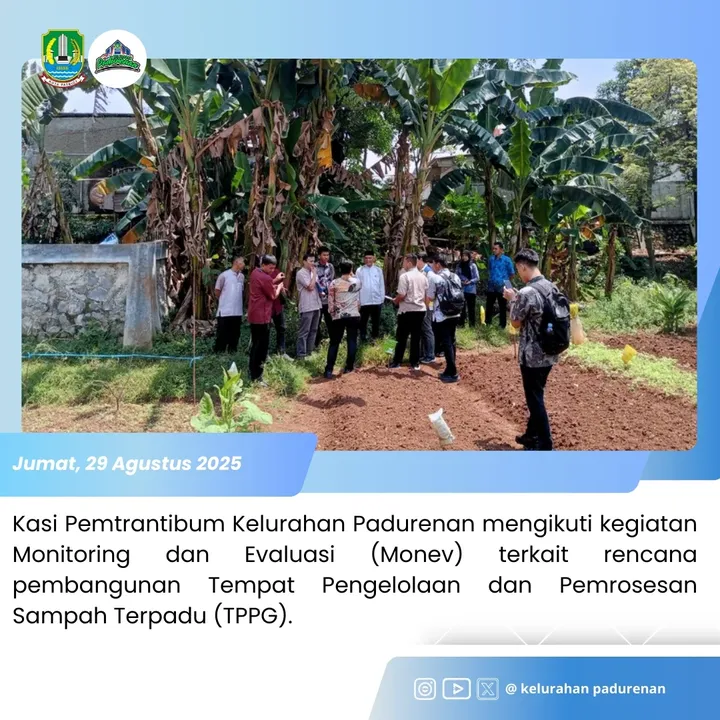 Jumat, 29 Agustus 2025
Kasi Pemtrantibum Kelurahan Padurenan mengikuti kegiatan
Monitoring dan Evaluasi (Monev) terkait rencana
pembangunan Tempat Pengelolaan dan Pemrosesan
Sampah Terpadu (TPPG).
@ kelurahan padurenan